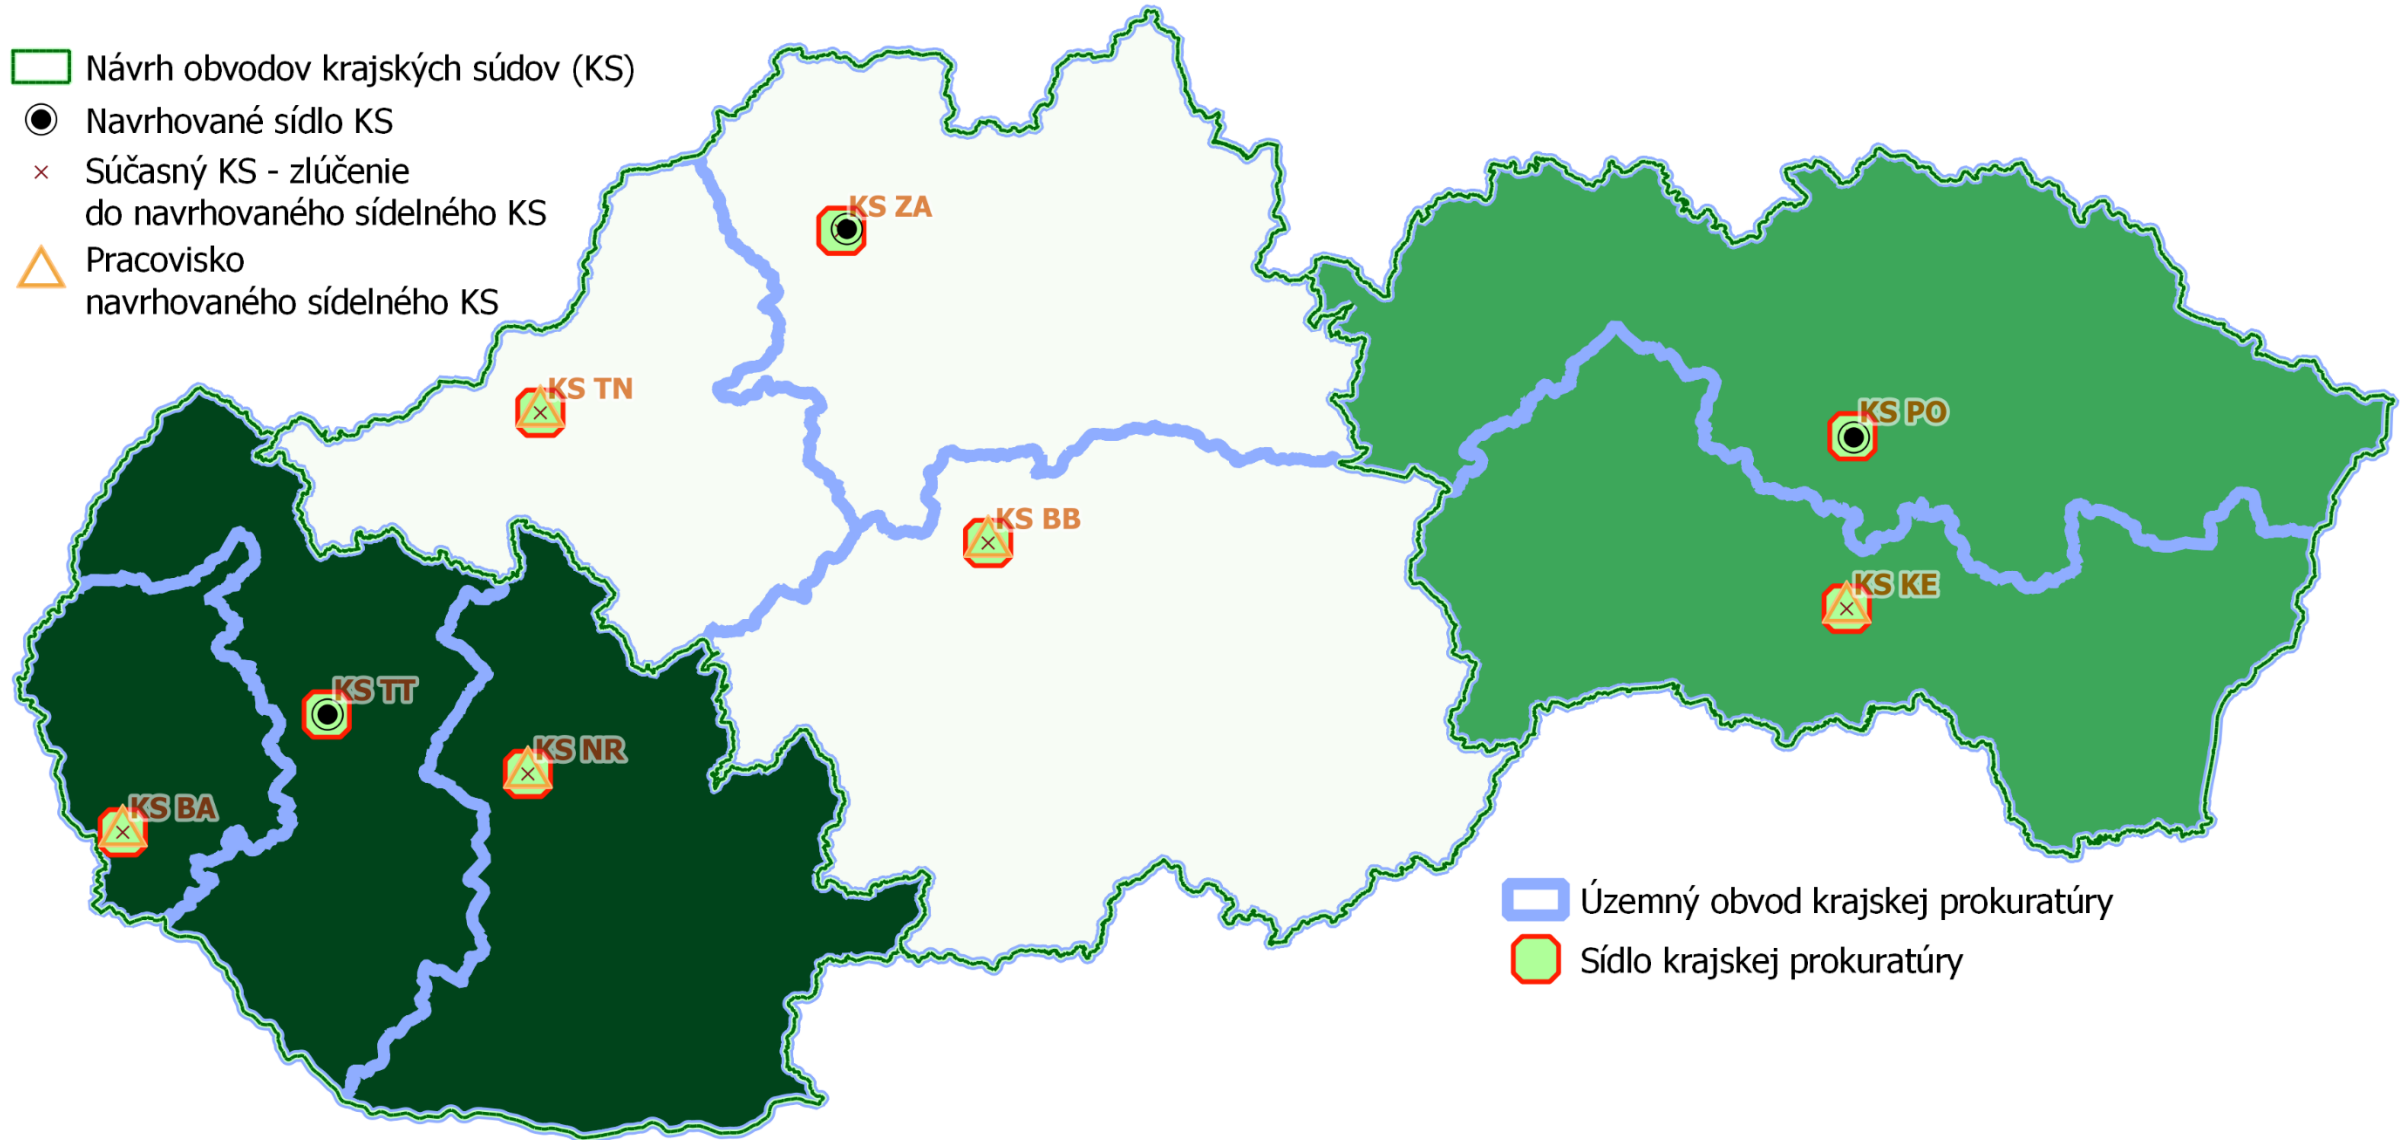 Návrh obvodov krajských súdov (KS)
Navrhované sídlo KS
Súčasný KS - zlúčenie
do navrhovaného sídelného KS
Pracovisko
navrhovaného sídelného KS
KS ZA
KS TN
KS PO
KS BB
KS KE
KS TT
KS NR
KS BA
Územný obvod krajskej prokuratúry
Sídlo krajskej prokuratúry